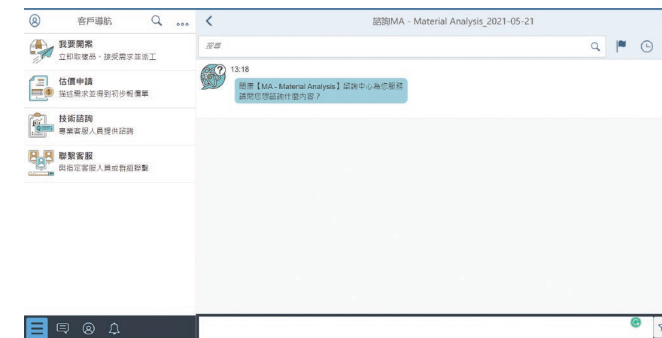 客戶導航
諮詢MA - Material Analysis_2021-05-21
我要開案
立即取樣品、接受需求並派工
估價申請
描述需求並得到初步報價單
技術諮詢
專業客服人員提供諮詢
聯繫客服
與指定客服人員或群組聯繫
搜尋
13:18
閎康【MA - Material Analysis】諮詢中心為您服務
請問您想諮詢什麼內容？